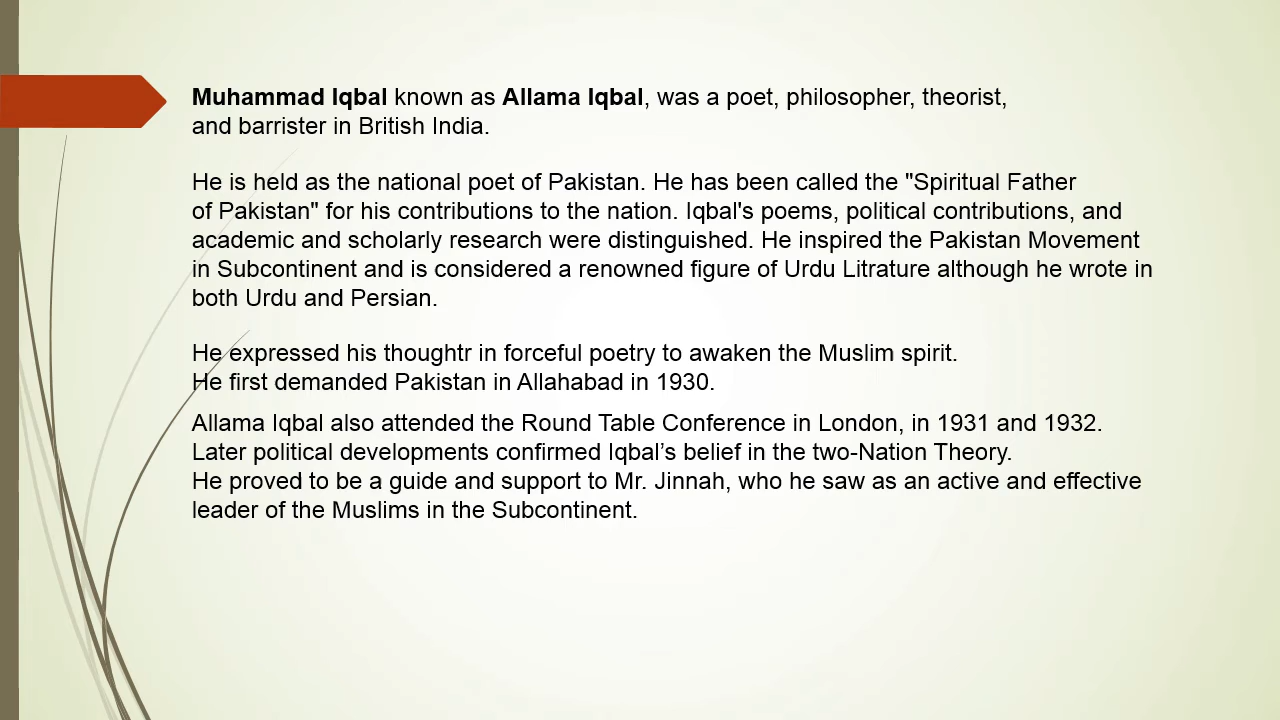 Muhammad Iqbal known as Allama Iqbal, was a poet, philosopher, theorist,
and barrister in British India.
He is held as the national poet of Pakistan. He has been called the "Spiritual Father
of Pakistan" for his contributions to the nation. Iqbal's poems, political contributions, and
academic and scholarly research were distinguished. He inspired the Pakistan Movement
in Subcontinent and is considered a renowned figure of Urdu Litrature although he wrote in
both Urdu and Persian.
He expressed his thoughtr in forceful poetry to awaken the Muslim spirit.
He first demanded Pakistan in Allahabad in 1930.
Allama Iqbal also attended the Round Table Conference in London, in 1931 and 1932.
Later political developments confirmed Iqbal’s belief in the two-Nation Theory.
He proved to be a guide and support to Mr. Jinnah, who he saw as an active and effective
leader of the Muslims in the Subcontinent.